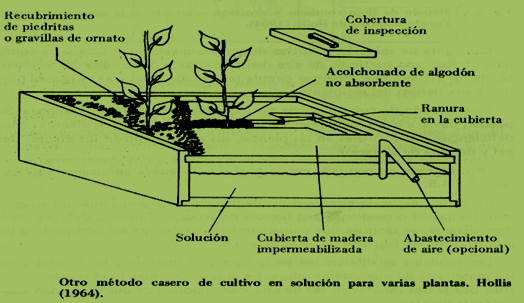 Recubrimiento
de piedritas
o gravillas de ornato
Cobertura
de inspección
Acolchonado de algodón
no absorbente
Ranura
en la cubierta
Solución
Cubierta de madera
impermeabilizada
Abastecimiento
de aire (opcional)
Otro método casero de cultivo en solución para varias plantas. Hollis
(1964).